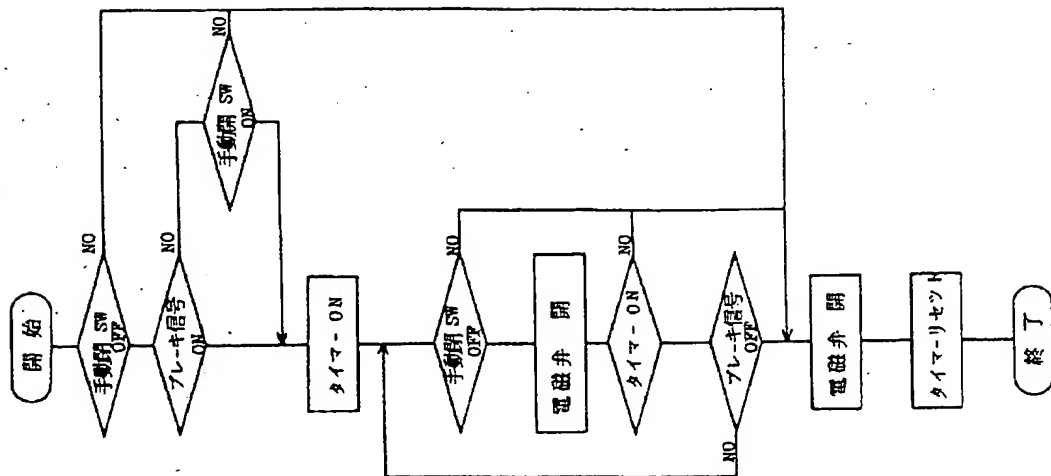 開始
手動閉 SW
OFF
NO
ブレーキ信号
ON
NO
手動開 SW
ON
NO
タイマー ON
手動閉 SW
OFF
NO
電磁弁 開
タイマー ON
NO
ブレーキ信号
OFF
NO
電磁弁 開
タイマーリセット
終了